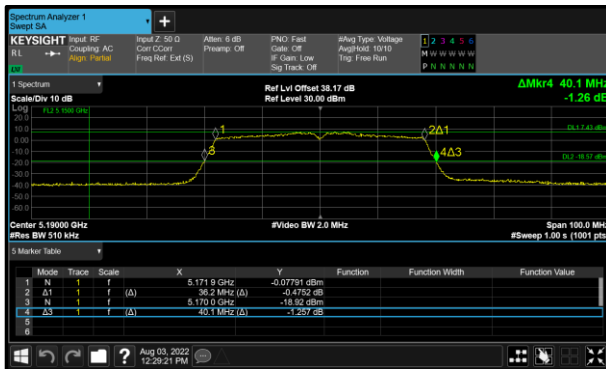 Spectrum Analyzer 1
Swept SA
KEYSIGHT Input: RF Input Z: 50 Ω Atten: 6 dB PNO: Fast #Avg Type: Voltage 1 2 3 4 5 6
R L Coupling: AC Corr CCorr Preamp: Off Gate: Off Avg|Hold: 10/10 M W W W W W
Align: Partial Freq Ref: Ext (S) IF Gain: Low Trig: Free Run
Sig Track: Off P N N N N N
1 Spectrum Ref Lvl Offset 38.17 dB ΔMkr4 40.1 MHz
Scale/Div 10 dB Ref Level 30.00 dBm -1.26 dB
Log
20.0
10.0
0.00
-10.0
-20.0
-30.0
-40.0
-50.0
-60.0
1
2Δ1
DL1 7.43 dBm
3
4Δ3
DL2 -18.57 dBm
Center 5.19000 GHz #Video BW 2.0 MHz Span 100.0 MHz
#Res BW 510 kHz #Sweep 1.00 s (1001 pts
5 Marker Table
Mode Trace Scale X Y Function Function Width Function Value
1 N 1 f 5.171 9 GHz -0.07791 dBm
2 Δ1 1 f (Δ) 36.2 MHz (Δ) -0.4752 dB
3 N 1 f 5.170 0 GHz -18.92 dBm
4 Δ3 1 f (Δ) 40.1 MHz (Δ) -1.257 dB
5
6
? Aug 03, 2022
12:29:21 PM